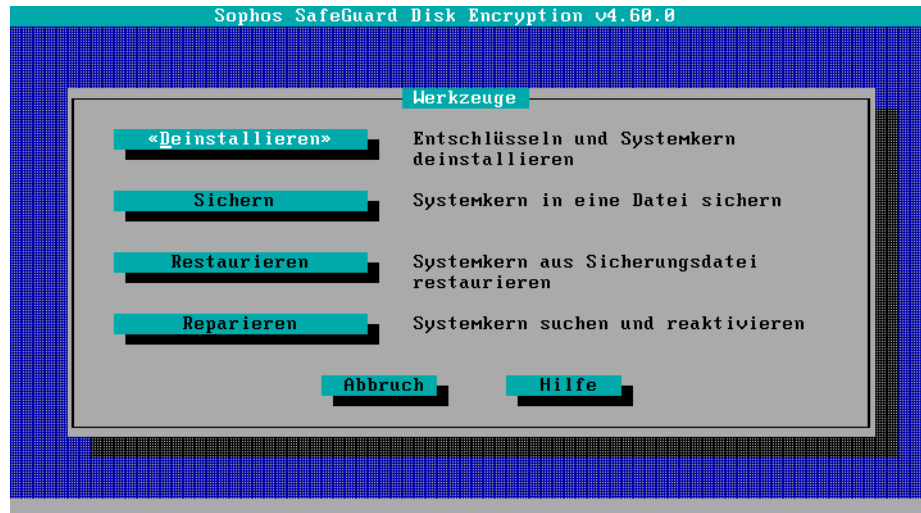 Sophos SafeGuard Disk Encryption v4.60.0
Werkzeuge
«Deinstallieren» Entschlüsseln und Systemkern
deinstallieren
Sichern Systemkern in eine Datei sichern
Restaurieren Systemkern aus Sicherungsdatei
restaurieren
Reparieren Systemkern suchen und reaktivieren
Abbruch Hilfe